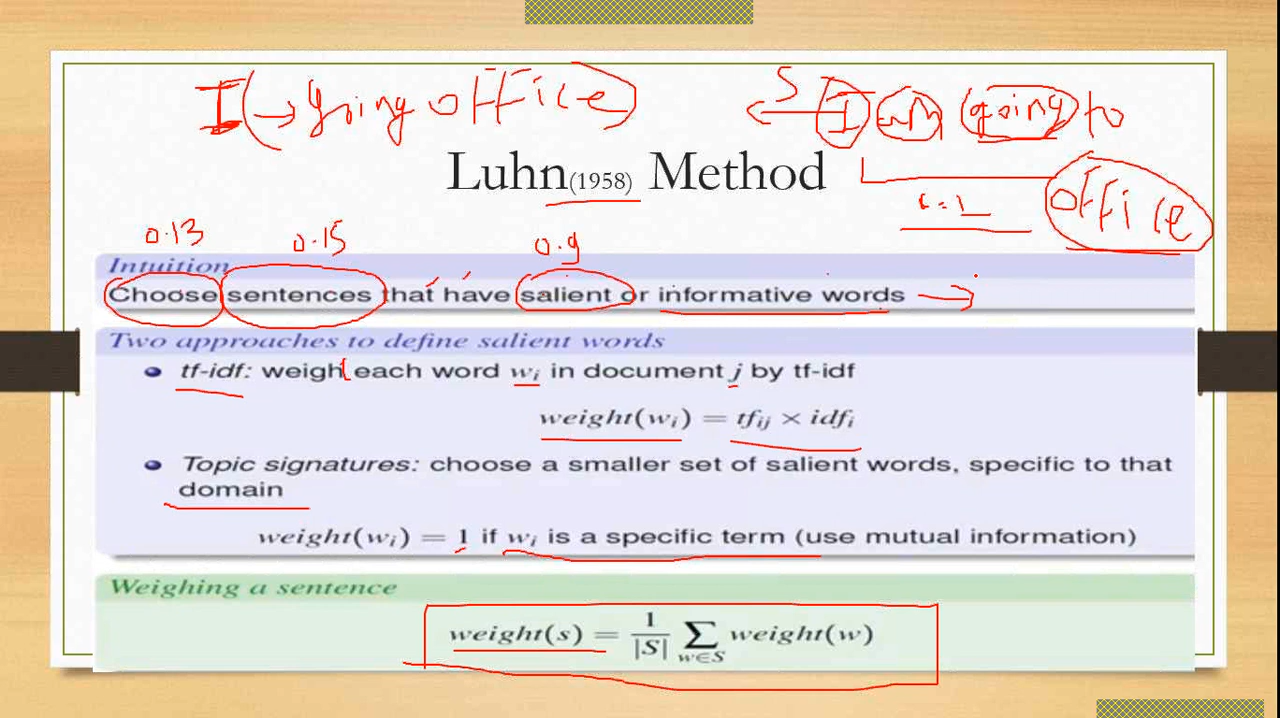 I → going office
S I am going to
office
Luhn(1958) Method
0.13 0.15 0.9
Intuition
Choose sentences that have salient or informative words
Two approaches to define salient words
tf-idf: weigh each word wᵢ in document j by tf-idf
weight(wᵢ) = tfᵢⱼ × idfᵢ
Topic signatures: choose a smaller set of salient words, specific to that
domain
weight(wᵢ) = 1 if wᵢ is a specific term (use mutual information)
Weighing a sentence
weight(s) = 1/|S| ∑w∈S weight(w)